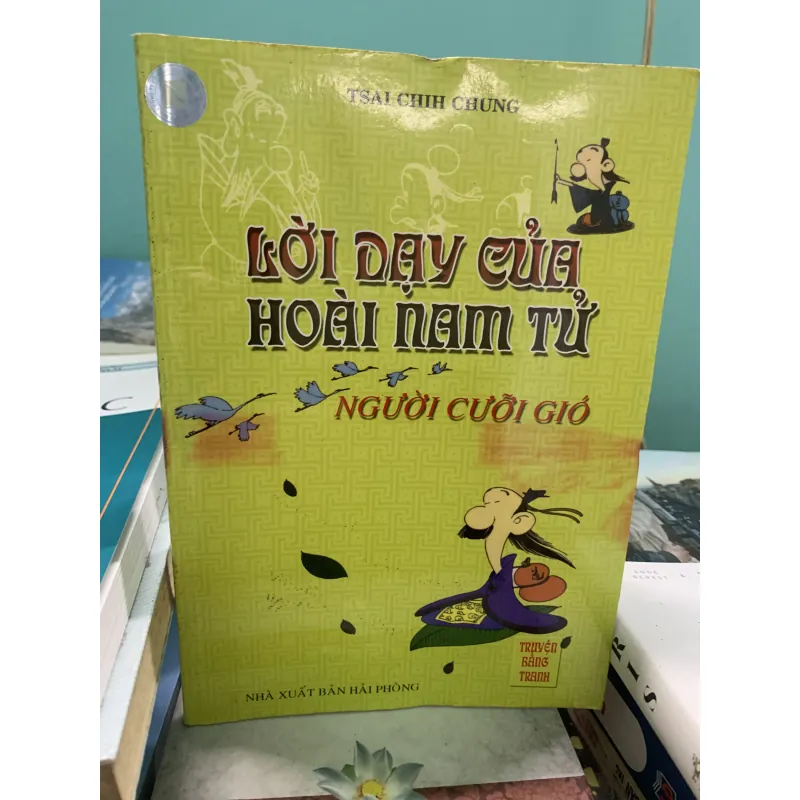 TSAI CHIH CHUNG
LỜI DẠY CỦA
HOÀI NAM TỬ
NGƯỜI CƯỠI GIÓ
TRUYỆN
BẰNG
TRANH
NHÀ XUẤT BẢN HẢI PHÒNG
C
RIS